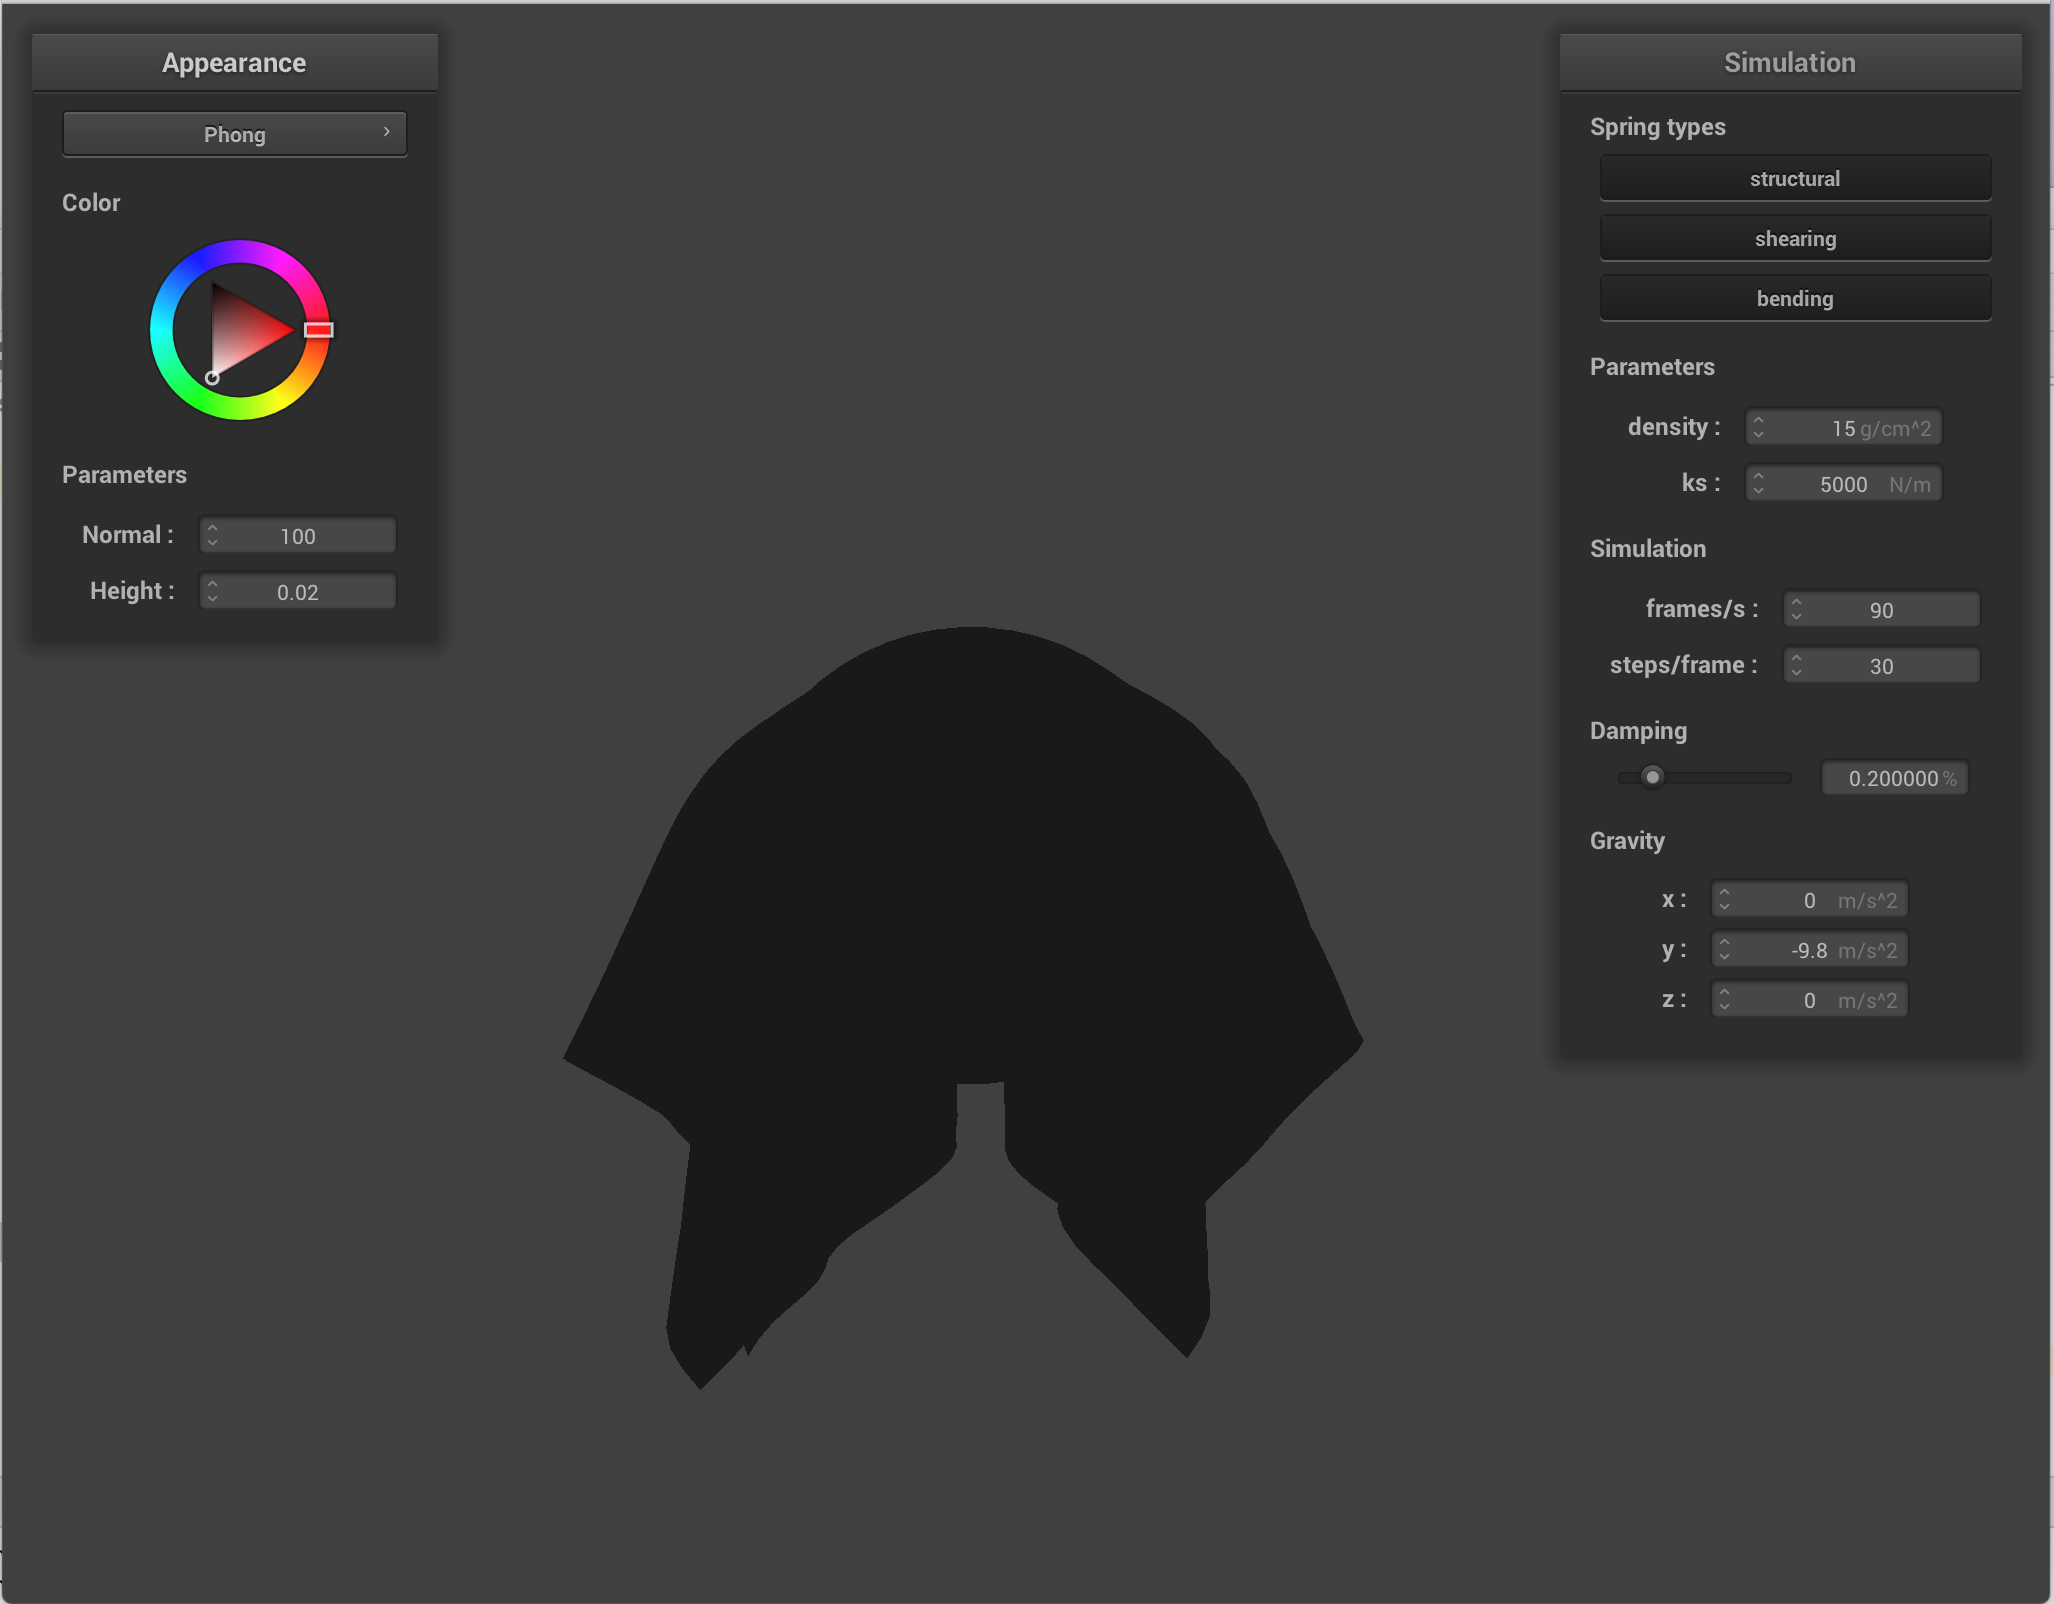 Appearance
Phong
Color
Parameters
Normal : 100
Height : 0.02
Simulation
Spring types
structural
shearing
bending
Parameters
density : 15 g/cm^2
ks : 5000 N/m
Simulation
frames/s : 90
steps/frame : 30
Damping
0.200000 %
Gravity
x : 0 m/s^2
y : -9.8 m/s^2
z : 0 m/s^2